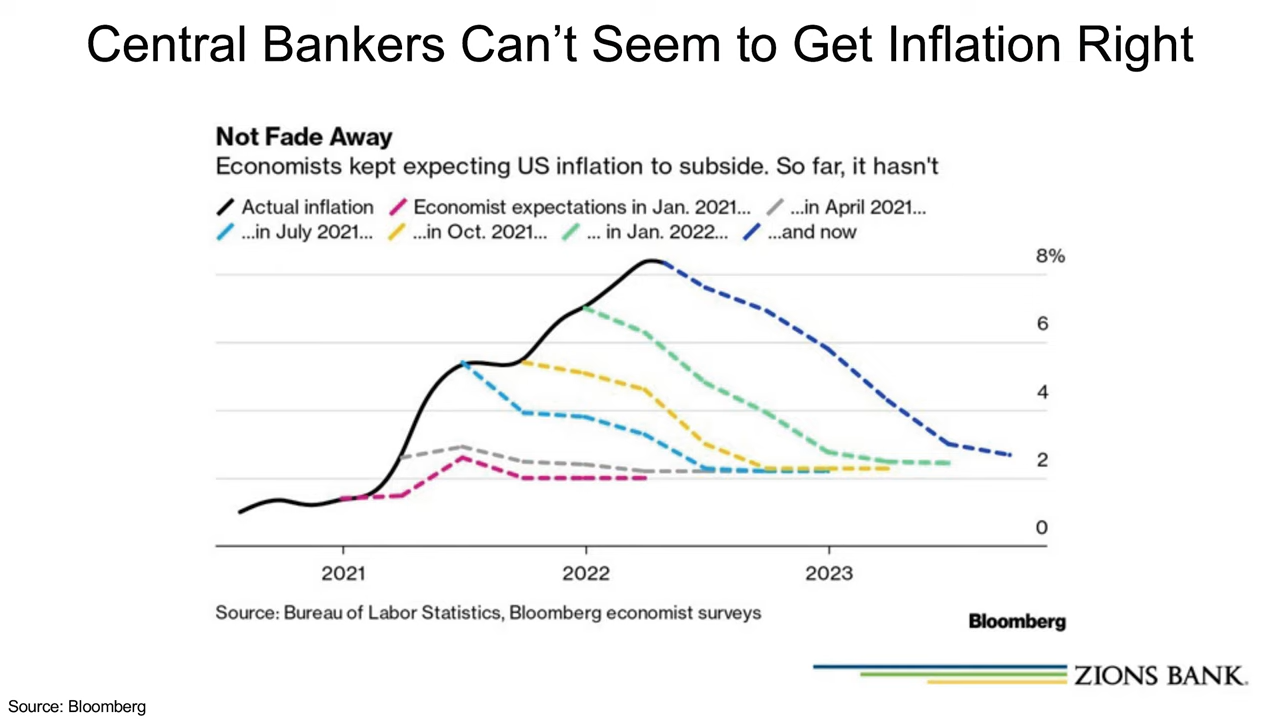 Central Bankers Can’t Seem to Get Inflation Right
Not Fade Away
Economists kept expecting US inflation to subside. So far, it hasn't
Actual inflation Economist expectations in Jan. 2021... ...in April 2021...
...in July 2021... ...in Oct. 2021... ... in Jan. 2022... ...and now
8%
6
4
2
0
2021 2022 2023
Source: Bureau of Labor Statistics, Bloomberg economist surveys
Bloomberg
ZIONS BANK®
Source: Bloomberg